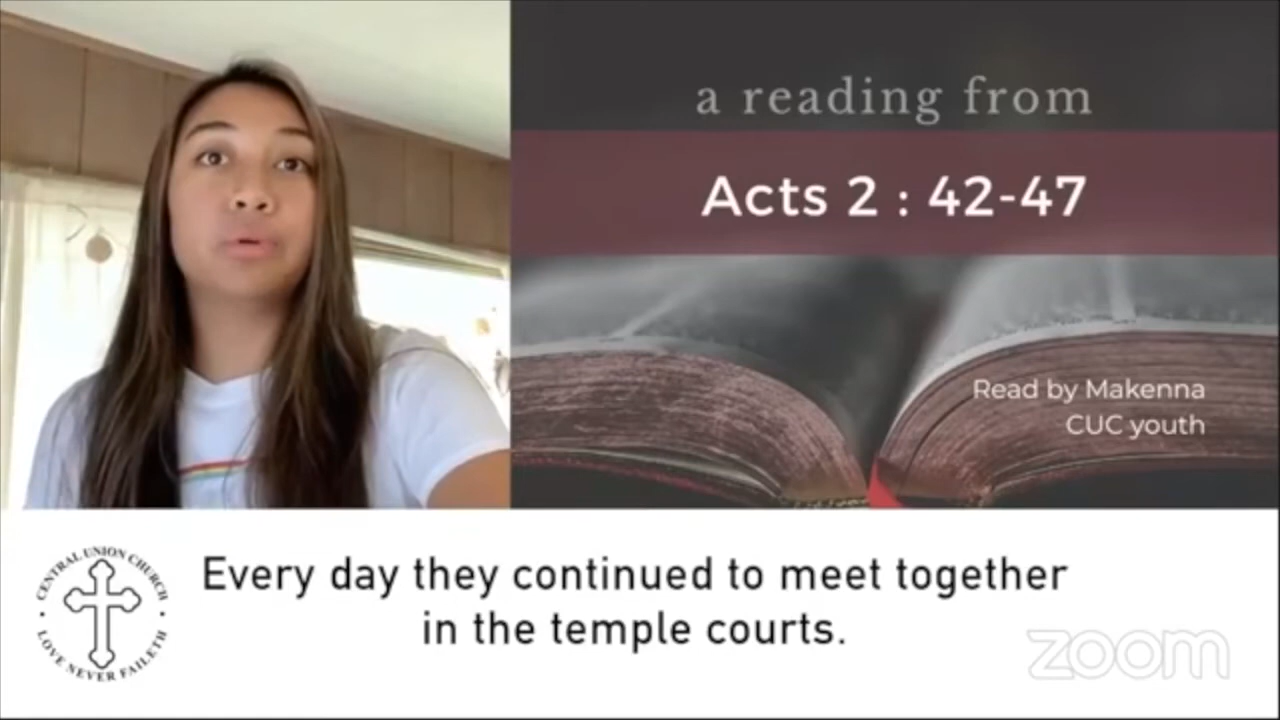 a reading from
Acts 2 : 42-47
Read by Makenna
CUC youth
CENTRAL UNION CHURCH
LOVE NEVER FAILETH
Every day they continued to meet together
in the temple courts.
zoom